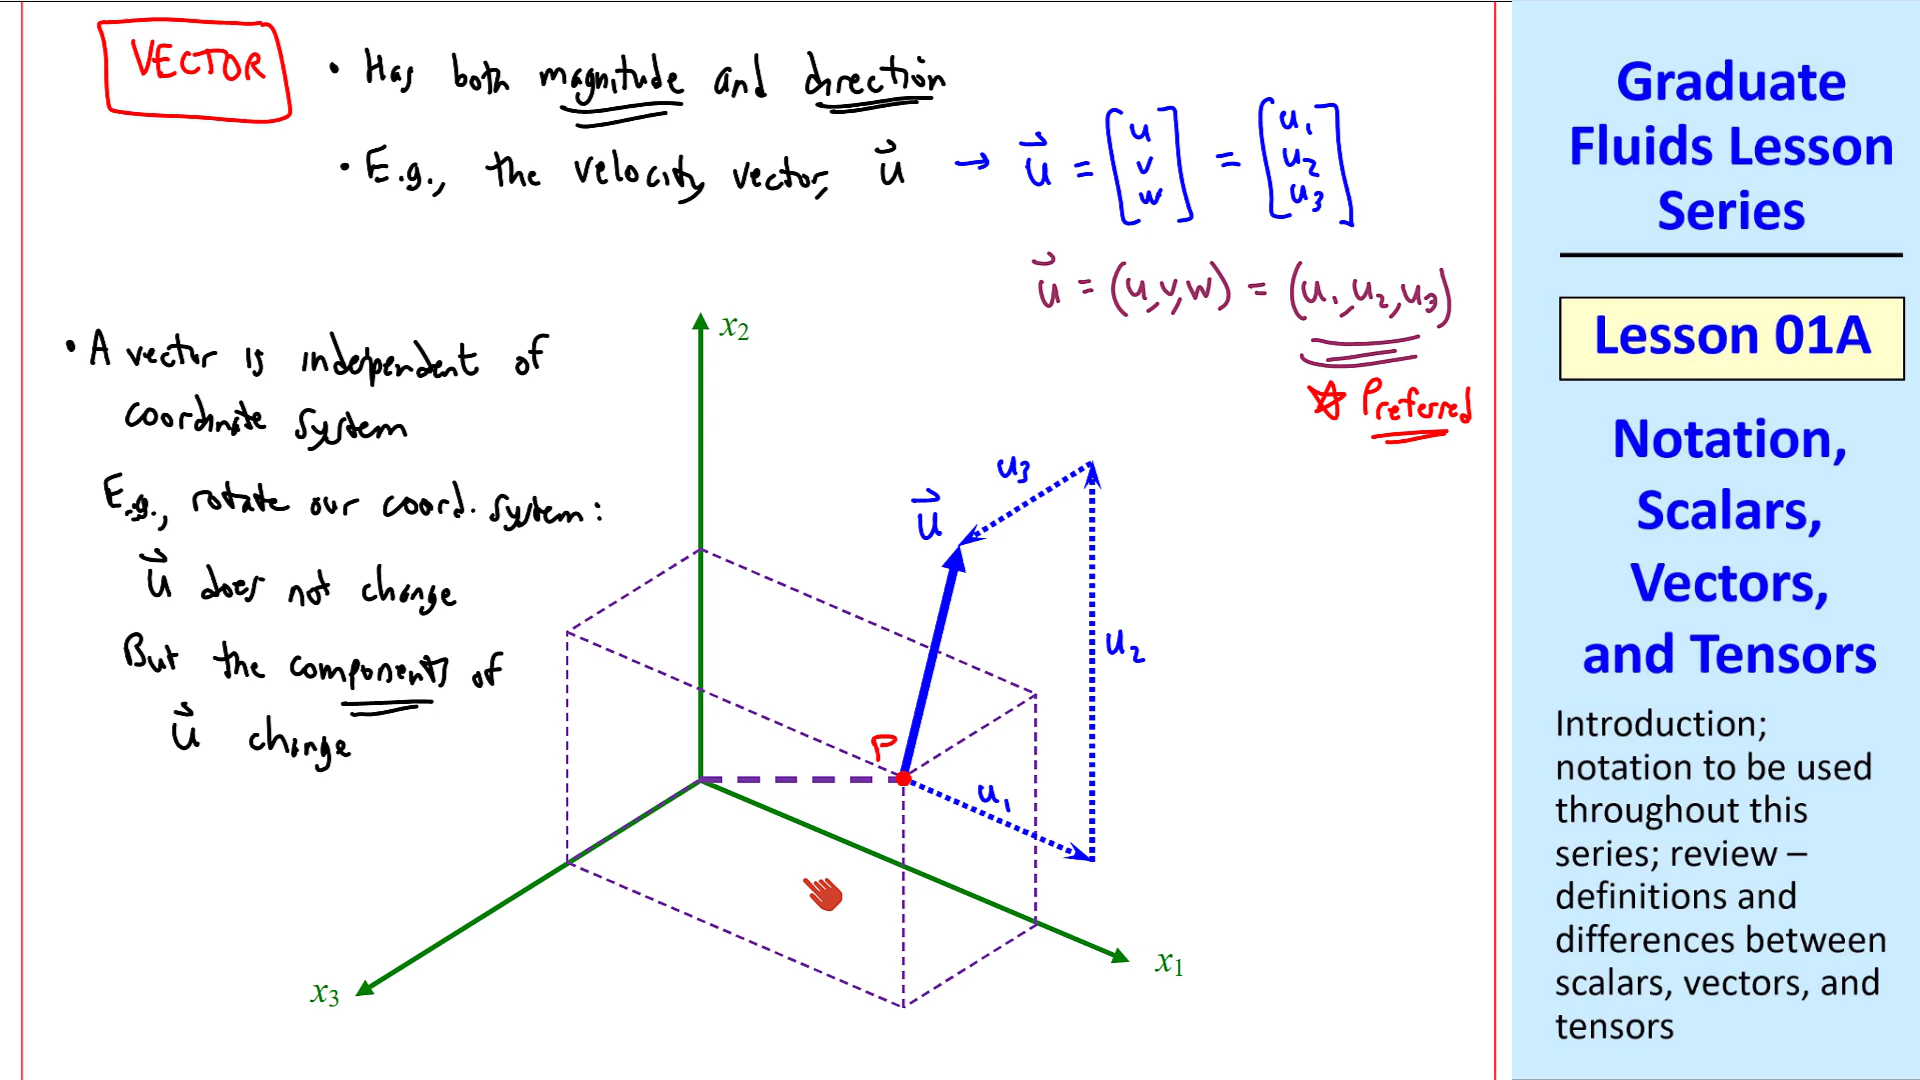 VECTOR
• Has both magnitude and direction
• E.g., the velocity vector, u⃗ → u⃗ = [u v w] = [u₁ u₂ u₃]
u⃗ = (u,v,w) = (u₁,u₂,u₃)
☆ Preferred
• A vector is independent of
coordinate system
E.g., rotate our coord. system:
u⃗ does not change
But the components of
u⃗ change
x₂
u₃
u⃗
u₂
P
u₁
x₁
x₃
Graduate
Fluids Lesson
Series
Lesson 01A
Notation,
Scalars,
Vectors,
and Tensors
Introduction;
notation to be used
throughout this
series; review –
definitions and
differences between
scalars, vectors, and
tensors